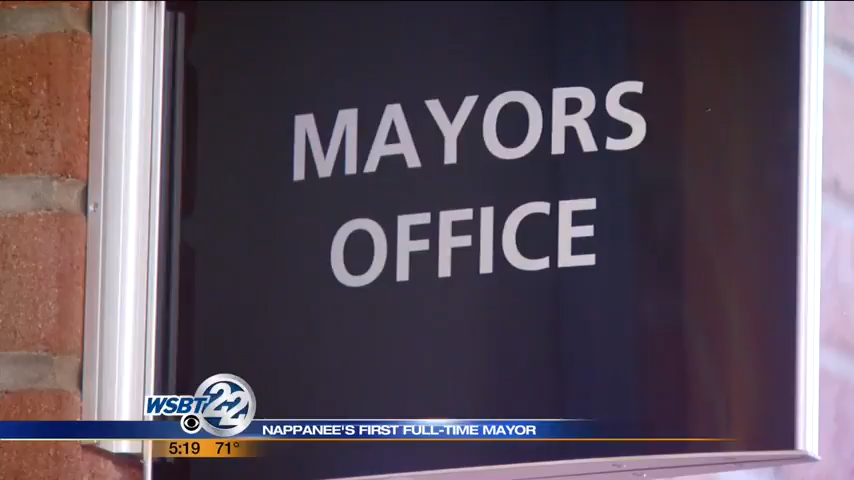 MAYORS
OFFICE
WSBT 22
NAPPANEE'S FIRST FULL-TIME MAYOR
5:19 71°